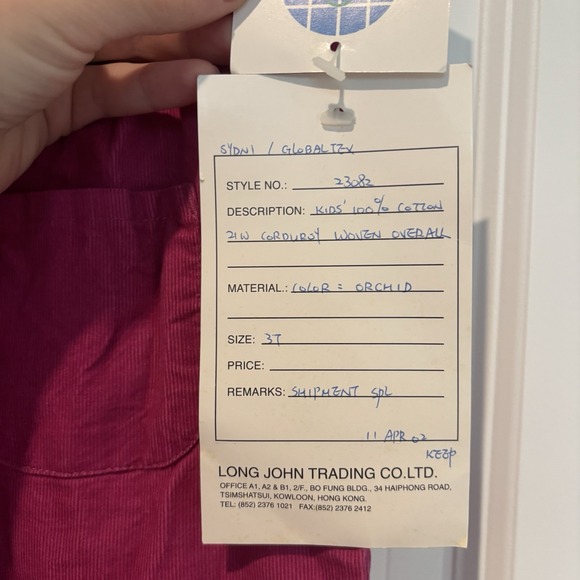 SYDNI / GLOBALTEX
STYLE NO.: 23082
DESCRIPTION: KIDS' 100% COTTON
21W CORDUROY WOVEN OVERALL
MATERIAL.: COLOR = ORCHID
SIZE: 3T
PRICE:
REMARKS: SHIPMENT SPL
11 APR 02
KEEP
LONG JOHN TRADING CO.LTD.
OFFICE A1, A2 & B1, 2/F., BO FUNG BLDG., 34 HAIPHONG ROAD,
TSIMSHATSUI, KOWLOON, HONG KONG.
TEL: (852) 2376 1021 FAX:(852) 2376 2412